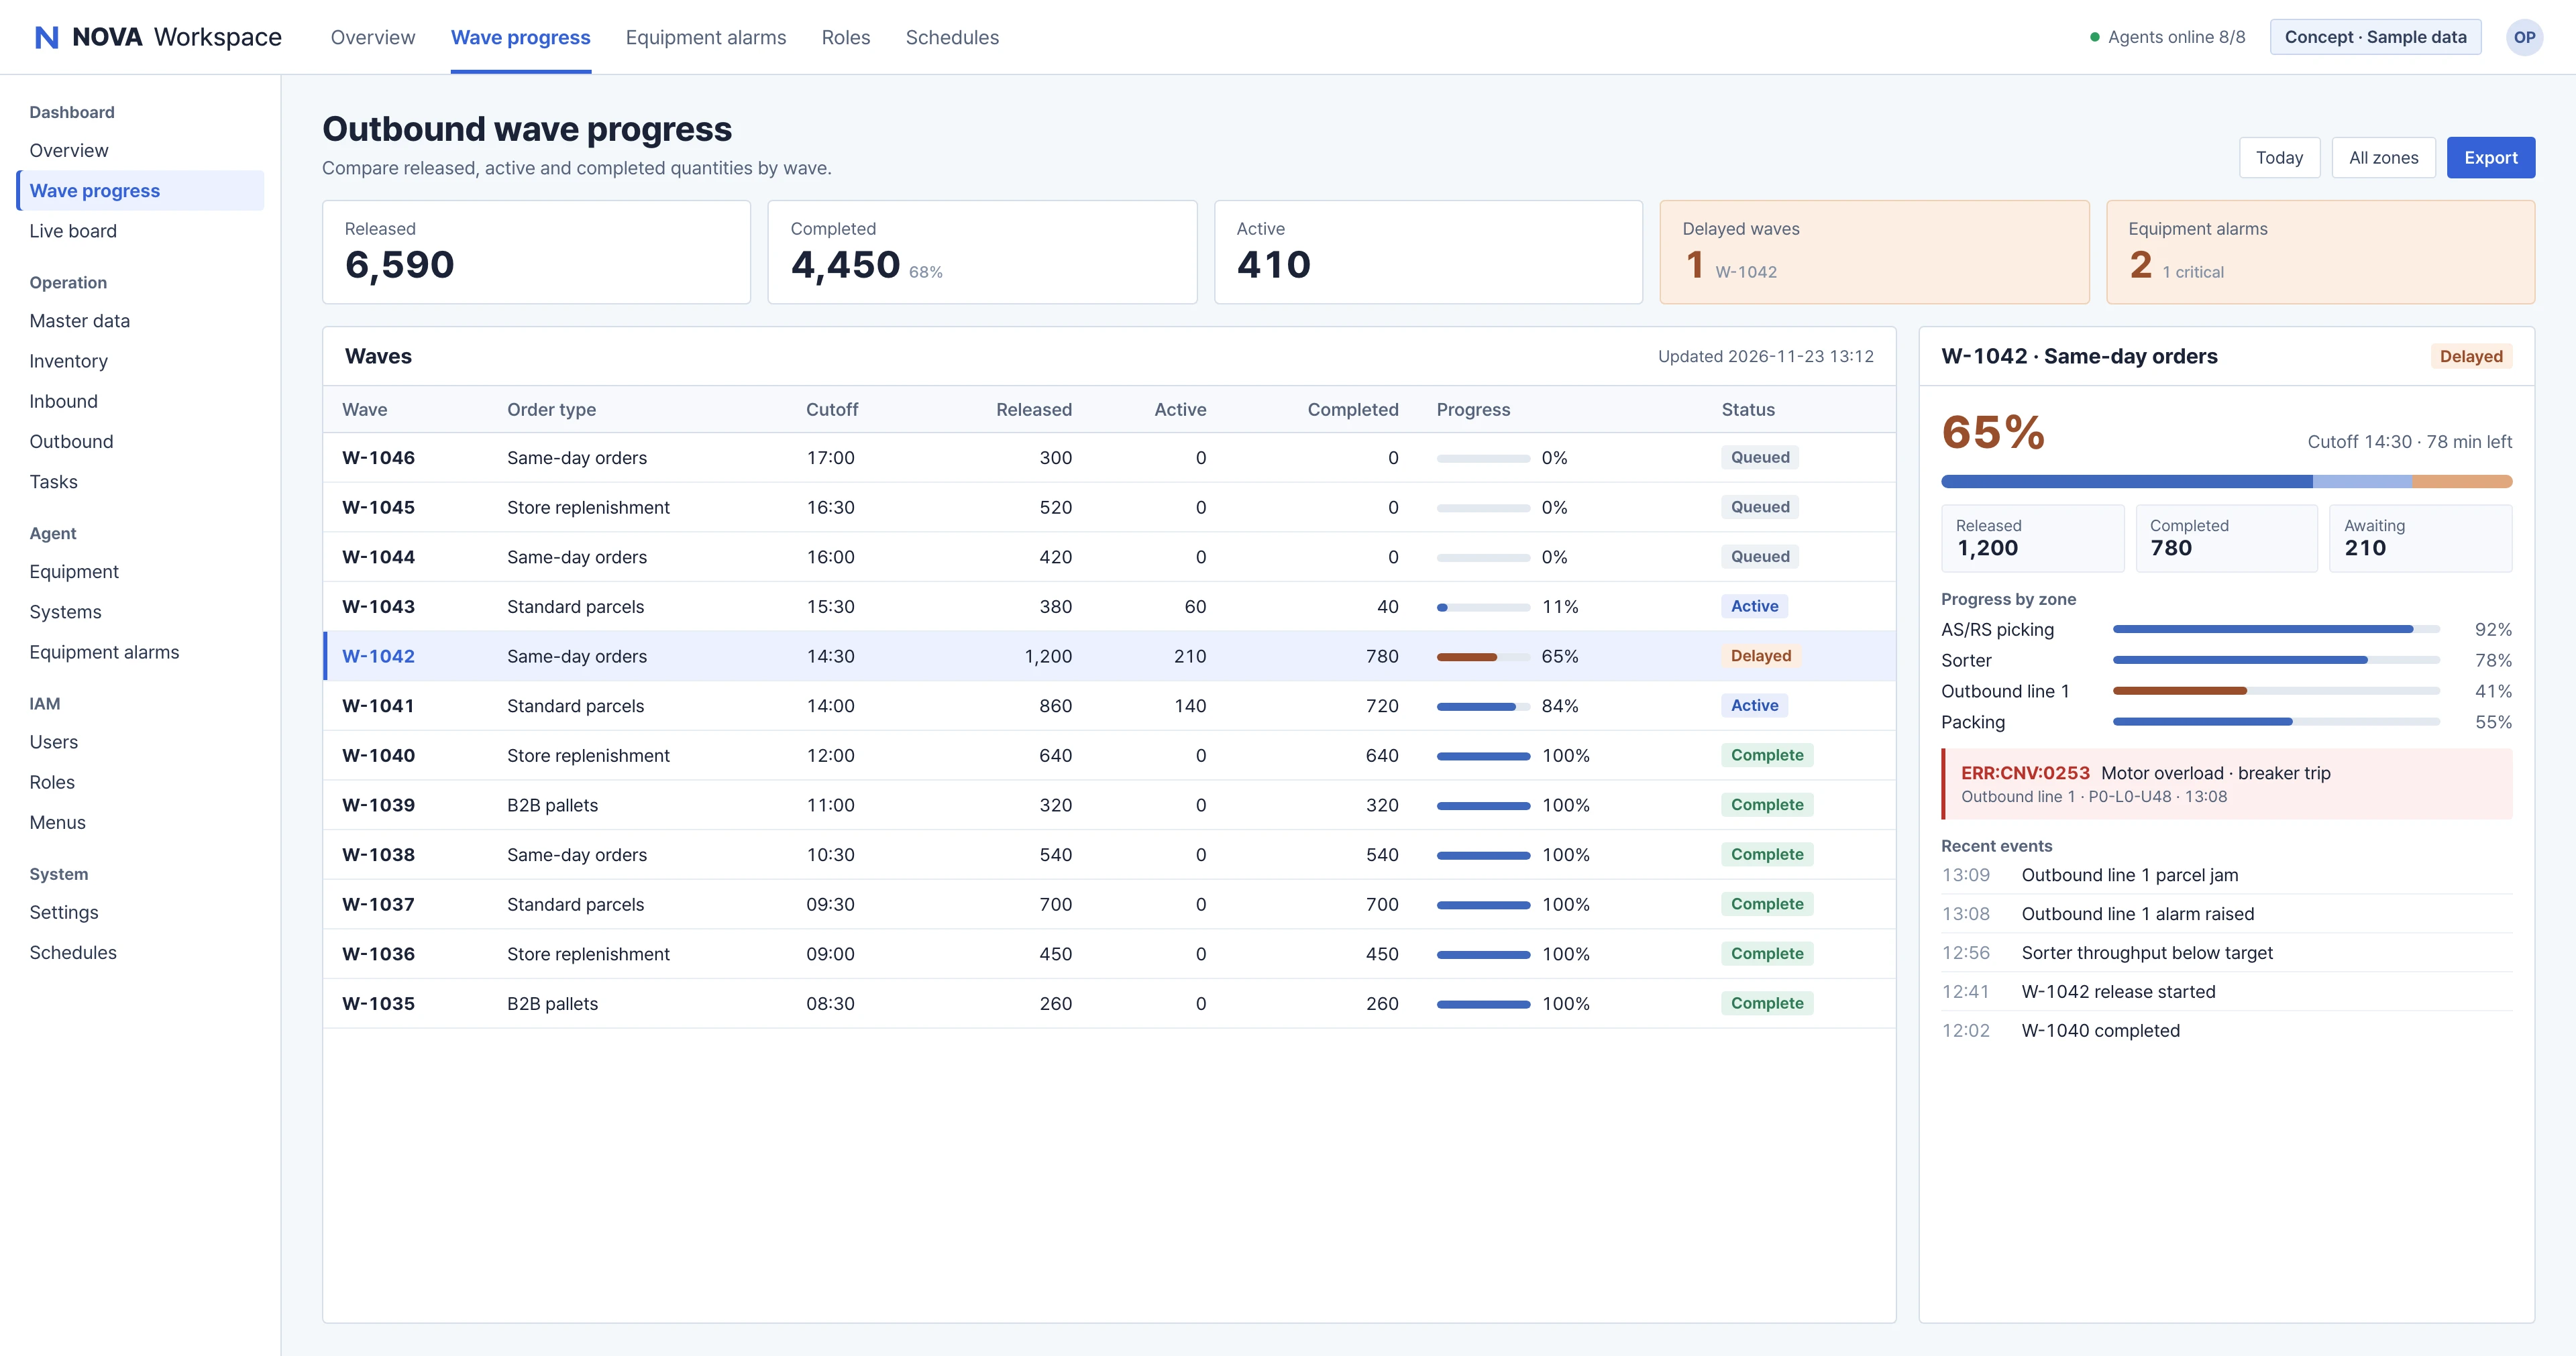 NOVA Workspace
Overview
Wave progress
Equipment alarms
Roles
Schedules
Agents online 8/8
Concept · Sample data
OP
Dashboard
Overview
Wave progress
Live board
Operation
Master data
Inventory
Inbound
Outbound
Tasks
Agent
Equipment
Systems
Equipment alarms
IAM
Users
Roles
Menus
System
Settings
Schedules
Outbound wave progress
Compare released, active and completed quantities by wave.
Today
All zones
Export
Released
6,590
Completed
4,450 68%
Active
410
Delayed waves
1 W-1042
Equipment alarms
2 1 critical
Waves
Updated 2026-11-23 13:12
Wave Order type Cutoff Released Active Completed Progress Status
W-1046 Same-day orders 17:00 300 0 0 0% Queued
W-1045 Store replenishment 16:30 520 0 0 0% Queued
W-1044 Same-day orders 16:00 420 0 0 0% Queued
W-1043 Standard parcels 15:30 380 60 40 11% Active
W-1042 Same-day orders 14:30 1,200 210 780 65% Delayed
W-1041 Standard parcels 14:00 860 140 720 84% Active
W-1040 Store replenishment 12:00 640 0 640 100% Complete
W-1039 B2B pallets 11:00 320 0 320 100% Complete
W-1038 Same-day orders 10:30 540 0 540 100% Complete
W-1037 Standard parcels 09:30 700 0 700 100% Complete
W-1036 Store replenishment 09:00 450 0 450 100% Complete
W-1035 B2B pallets 08:30 260 0 260 100% Complete
W-1042 · Same-day orders
Delayed
65%
Cutoff 14:30 · 78 min left
Released
1,200
Completed
780
Awaiting
210
Progress by zone
AS/RS picking 92%
Sorter 78%
Outbound line 1 41%
Packing 55%
ERR:CNV:0253 Motor overload · breaker trip
Outbound line 1 · P0-L0-U48 · 13:08
Recent events
13:09 Outbound line 1 parcel jam
13:08 Outbound line 1 alarm raised
12:56 Sorter throughput below target
12:41 W-1042 release started
12:02 W-1040 completed